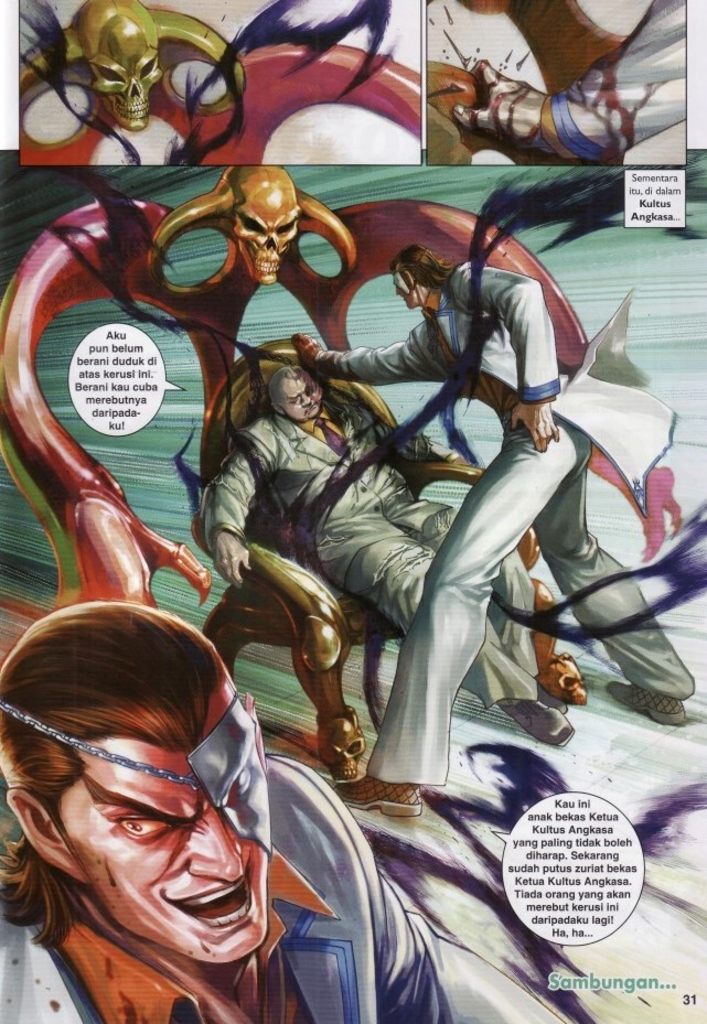 Sementara
itu, di dalam
Kultus
Angkasa...
Aku
pun belum
berani duduk di
atas kerusi ini.
Berani kau cuba
merebutnya
daripada-
ku!
Kau ini
anak bekas Ketua
Kultus Angkasa
yang paling tidak boleh
diharap. Sekarang
sudah putus zuriat bekas
Ketua Kultus Angkasa.
Tiada orang yang akan
merebut kerusi ini
daripadaku lagi!
Ha, ha...
Sambungan...
31